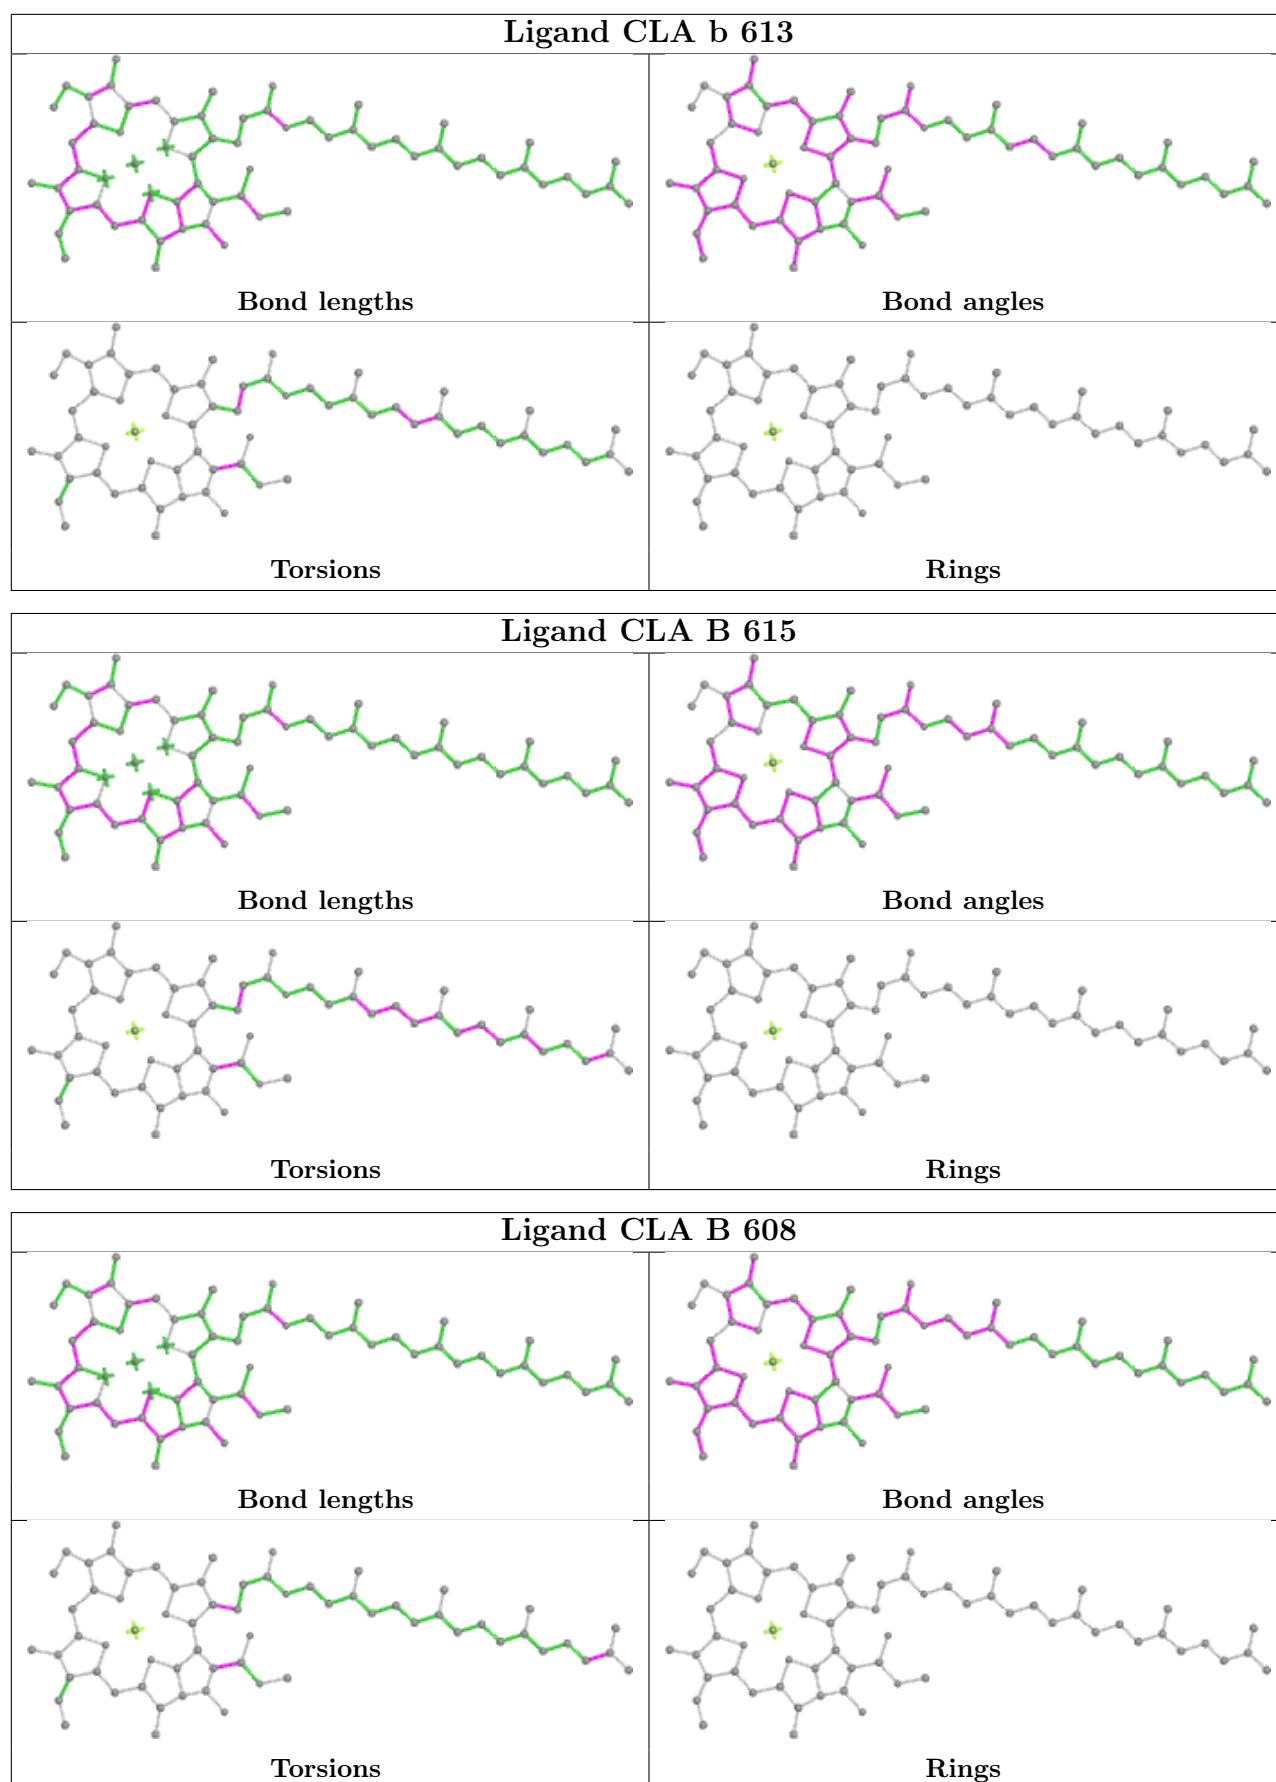 Ligand CLA b 613
Bond lengths
Bond angles
Torsions
Rings
Ligand CLA B 615
Bond lengths
Bond angles
Torsions
Rings
Ligand CLA B 608
Bond lengths
Bond angles
Torsions
Rings